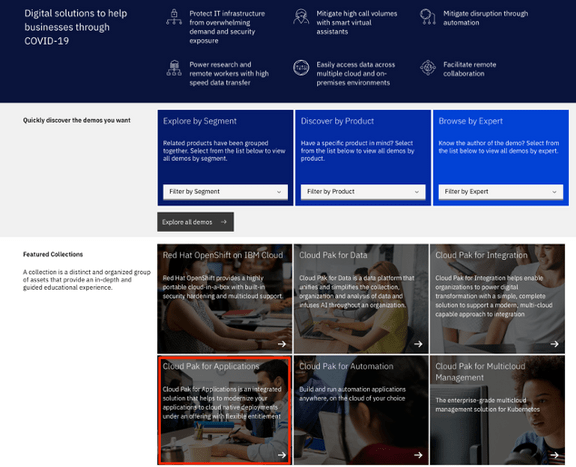 Digital solutions to help
businesses through
COVID-19
Protect IT infrastructure
from overwhelming
demand and security
exposure
Mitigate high call volumes
with smart virtual
assistants
Mitigate disruption through
automation
Power research and
remote workers with high
speed data transfer
Easily access data across
multiple cloud and on-
premises environments
Facilitate remote
collaboration
Quickly discover the demos you want
Explore by Segment
Related products have been grouped
together. Select from the list below to view
all demos by segment.
Filter by Segment
Discover by Product
Have a specific product in mind? Select
from the list below to view all demos by
product.
Filter by Product
Browse by Expert
Know the author of the demo? Select from
the list below to view all demos by expert.
Filter by Expert
Explore all demos
Featured Collections
A collection is a distinct and organized group
of assets that provide an in-depth and
guided educational experience.
Red Hat OpenShift on IBM Cloud
Red Hat OpenShift provides a highly
portable cloud-in-a-box with built-in
security hardening and multicloud support.
Cloud Pak for Data
Cloud Pak for Data is a data platform that
unifies and simplifies the collection,
organization and analysis of data and
infuses AI throughout an organization.
Cloud Pak for Integration
Cloud Pak for Integration helps enable
organizations to power digital
transformation with a simple, complete
solution to support a modern, multi-cloud
capable approach to integration
Cloud Pak for Applications
Cloud Pak for Applications is an integrated
solution that helps to modernize your
applications to cloud native deployments
under an offering with flexible entitlement
Cloud Pak for Automation
Build and run automation applications
anywhere, on the cloud of your choice
Cloud Pak for Multicloud
Management
The enterprise-grade multicloud
management solution for Kubernetes